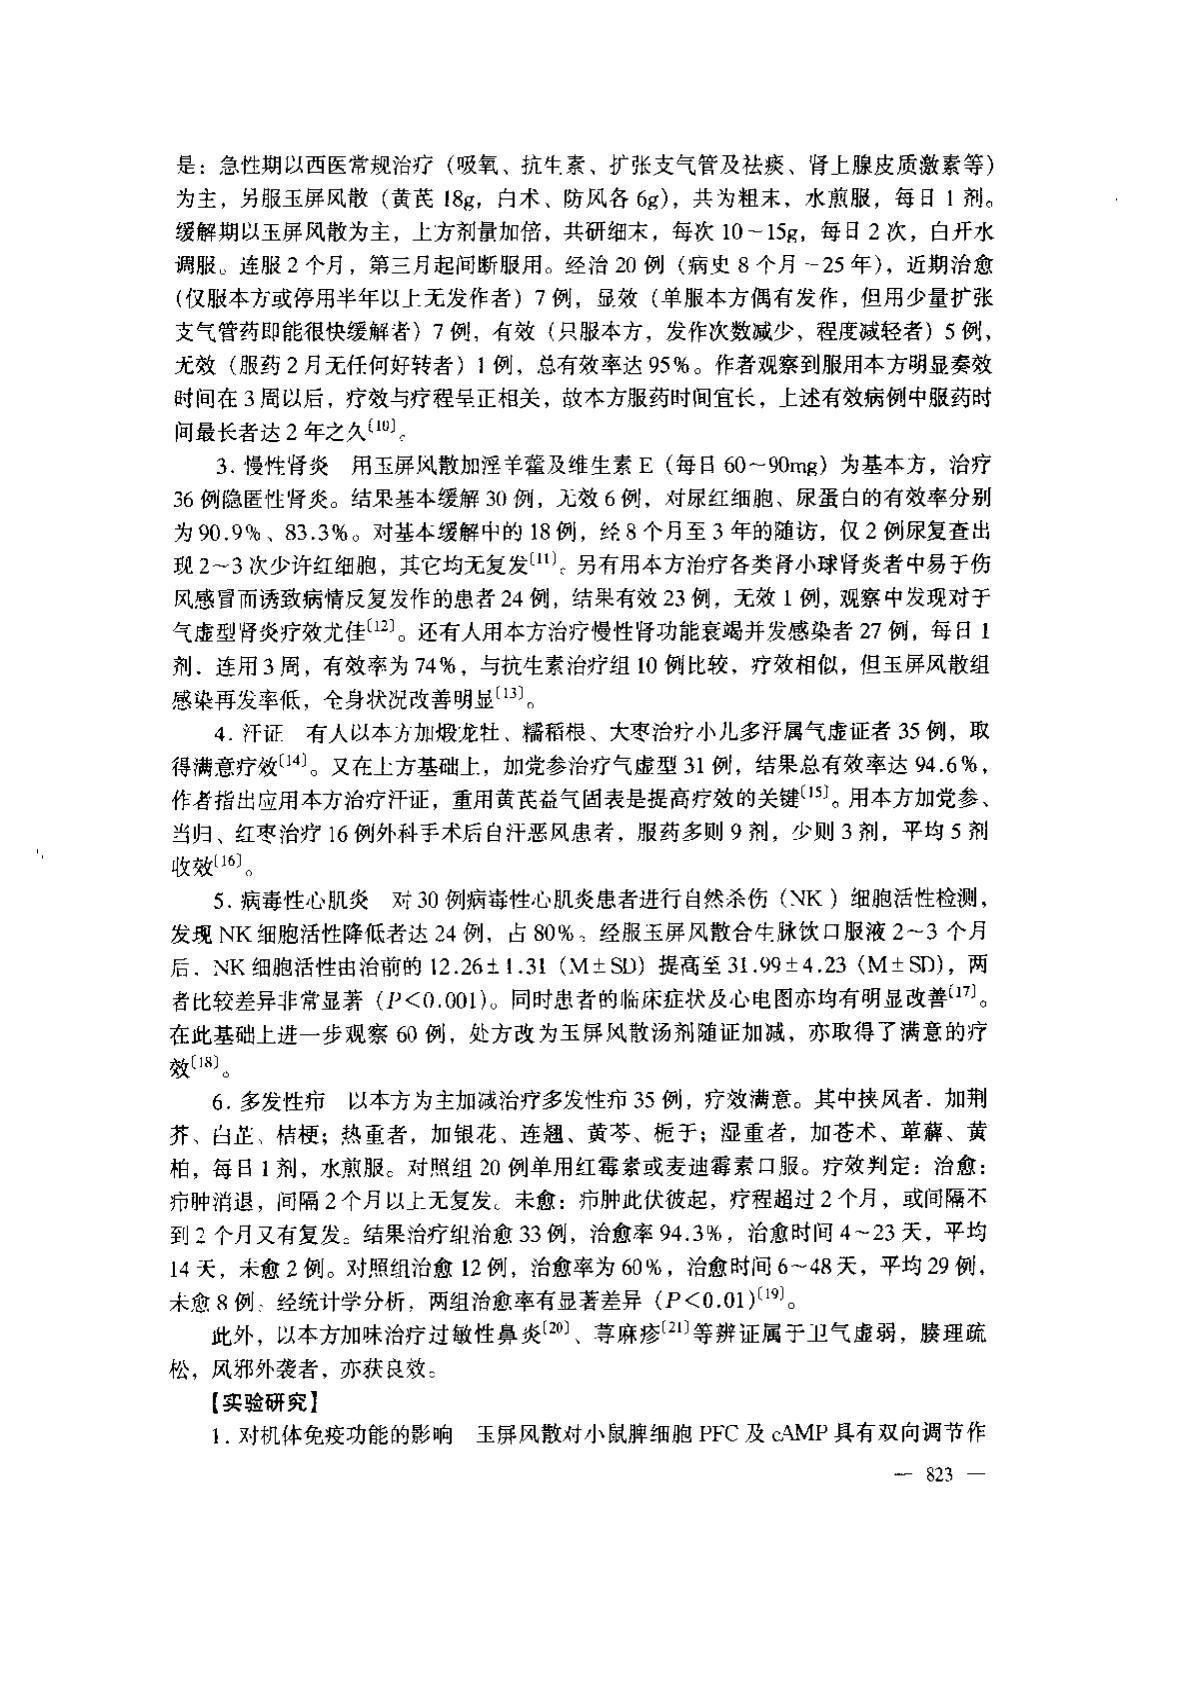 是：急性期以西医常规治疗（吸氧、抗生素、扩张支气管及祛痰、肾上腺皮质激素等）
为主，另服玉屏风散（黄芪 18g，白术、防风各 6g），共为粗末，水煎服，每日 1 剂。
缓解期以玉屏风散为主，上方剂量加倍，共研细末，每次 10～15g，每日 2 次，白开水
调服。连服 2 个月，第三月起间断服用。经治 20 例（病史 8 个月～25 年），近期治愈
（仅服本方或停用半年以上无发作者）7 例，显效（单服本方偶有发作，但用少量扩张
支气管药即能很快缓解者）7 例，有效（只服本方，发作次数减少，程度减轻者）5 例，
无效（服药 2 月无任何好转者）1 例，总有效率达 95%。作者观察到服用本方明显奏效
时间在 3 周以后，疗效与疗程呈正相关，故本方服药时间宜长，上述有效病例中服药时
间最长者达 2 年之久〔10〕。
3. 慢性肾炎　用玉屏风散加淫羊藿及维生素 E（每日 60～90mg）为基本方，治疗
36 例隐匿性肾炎。结果基本缓解 30 例，无效 6 例，对尿红细胞、尿蛋白的有效率分别
为 90.9%、83.3%。对基本缓解中的 18 例，经 8 个月至 3 年的随访，仅 2 例尿复查出
现 2～3 次少许红细胞，其它均无复发〔11〕。另有用本方治疗各类肾小球肾炎者中易于伤
风感冒而诱致病情反复发作的患者 24 例，结果有效 23 例，无效 1 例，观察中发现对于
气虚型肾炎疗效尤佳〔12〕。还有人用本方治疗慢性肾功能衰竭并发感染者 27 例，每日 1
剂，连用 3 周，有效率为 74%，与抗生素治疗组 10 例比较，疗效相似，但玉屏风散组
感染再发率低，全身状况改善明显〔13〕。
4. 汗证　有人以本方加煅龙牡、糯稻根、大枣治疗小儿多汗属气虚证者 35 例，取
得满意疗效〔14〕。又在上方基础上，加党参治疗气虚型 31 例，结果总有效率达 94.6%，
作者指出应用本方治疗汗证，重用黄芪益气固表是提高疗效的关键〔15〕。用本方加党参、
当归、红枣治疗 16 例外科手术后自汗恶风患者，服药多则 9 剂，少则 3 剂，平均 5 剂
收效〔16〕。
5. 病毒性心肌炎　对 30 例病毒性心肌炎患者进行自然杀伤（NK）细胞活性检测，
发现 NK 细胞活性降低者达 24 例，占 80%。经服玉屏风散合生脉饮口服液 2～3 个月
后，NK 细胞活性由治前的 12.26±1.31（M±SD）提高至 31.99±4.23（M±SD），两
者比较差异非常显著（P＜0.001）。同时患者的临床症状及心电图亦均有明显改善〔17〕。
在此基础上进一步观察 60 例，处方改为玉屏风散汤剂随证加减，亦取得了满意的疗
效〔18〕。
6. 多发性疖　以本方为主加减治疗多发性疖 35 例，疗效满意。其中挟风者，加荆
芥、白芷、桔梗；热重者，加银花、连翘、黄芩、栀子；湿重者，加苍术、萆薢、黄
柏，每日 1 剂，水煎服。对照组 20 例单用红霉素或麦迪霉素口服。疗效判定：治愈：
疖肿消退，间隔 2 个月以上无复发。未愈：疖肿此伏彼起，疗程超过 2 个月，或间隔不
到 2 个月又有复发。结果治疗组治愈 33 例，治愈率 94.3%，治愈时间 4～23 天，平均
14 天，未愈 2 例。对照组治愈 12 例，治愈率为 60%，治愈时间 6～48 天，平均 29 例，
未愈 8 例。经统计学分析，两组治愈率有显著差异（P＜0.01）〔19〕。
此外，以本方加味治疗过敏性鼻炎〔20〕、荨麻疹〔21〕等辨证属于卫气虚弱，腠理疏
松，风邪外袭者，亦获良效。
【实验研究】
1. 对机体免疫功能的影响　玉屏风散对小鼠脾细胞 PFC 及 cAMP 具有双向调节作
— 823 —